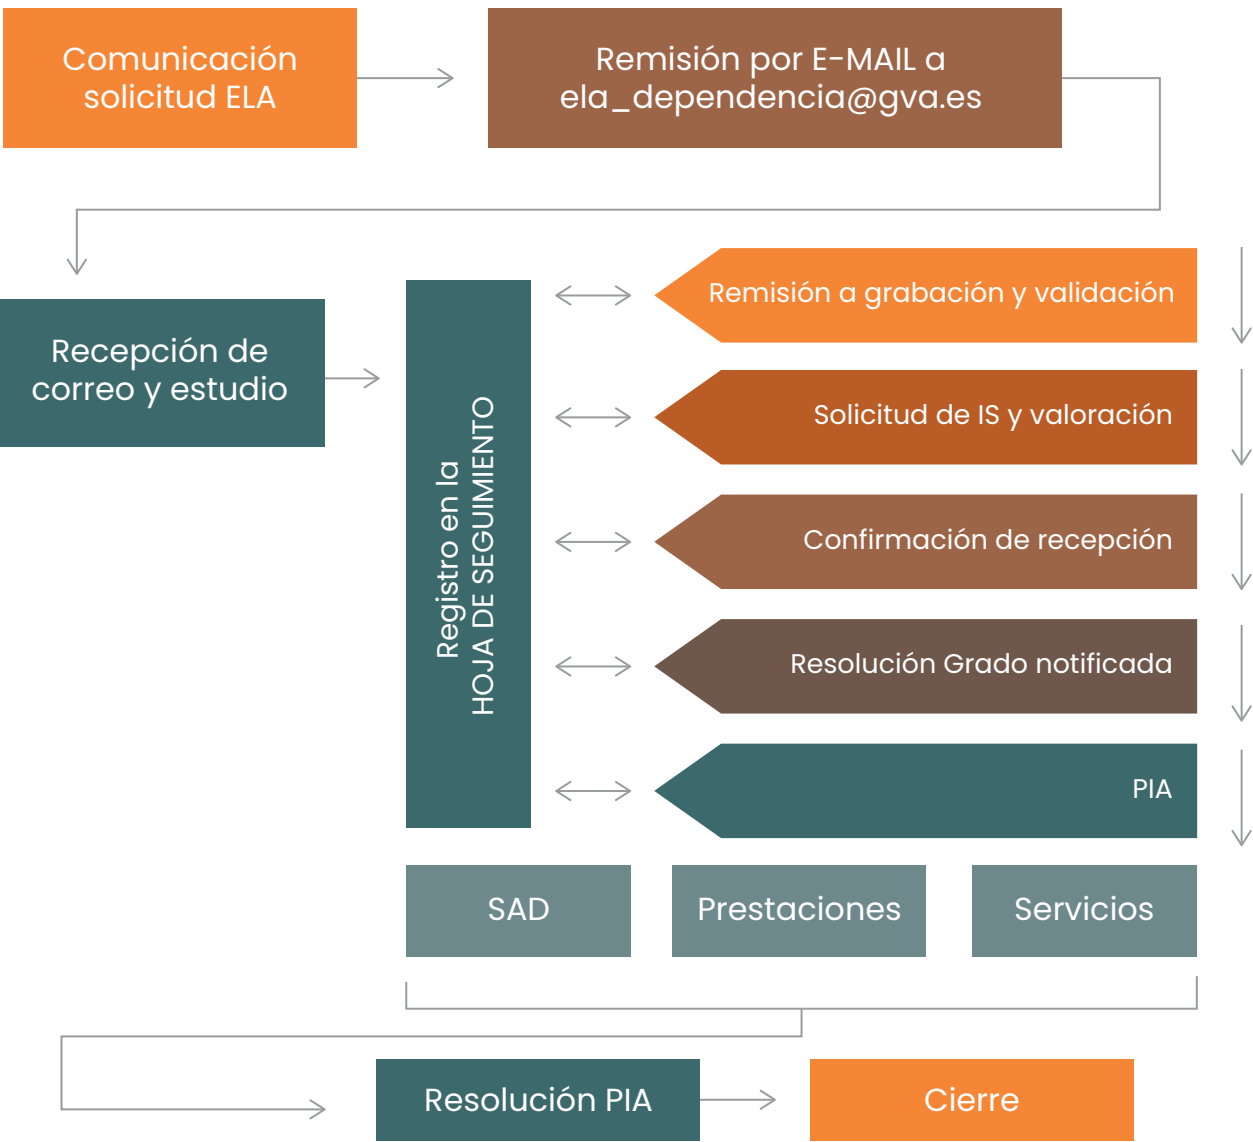 Comunicación
solicitud ELA
Remisión por E-MAIL a
ela_dependencia@gva.es
Recepción de
correo y estudio
Registro en la
HOJA DE SEGUIMIENTO
Remisión a grabación y validación
Solicitud de IS y valoración
Confirmación de recepción
Resolución Grado notificada
PIA
SAD
Prestaciones
Servicios
Resolución PIA
Cierre